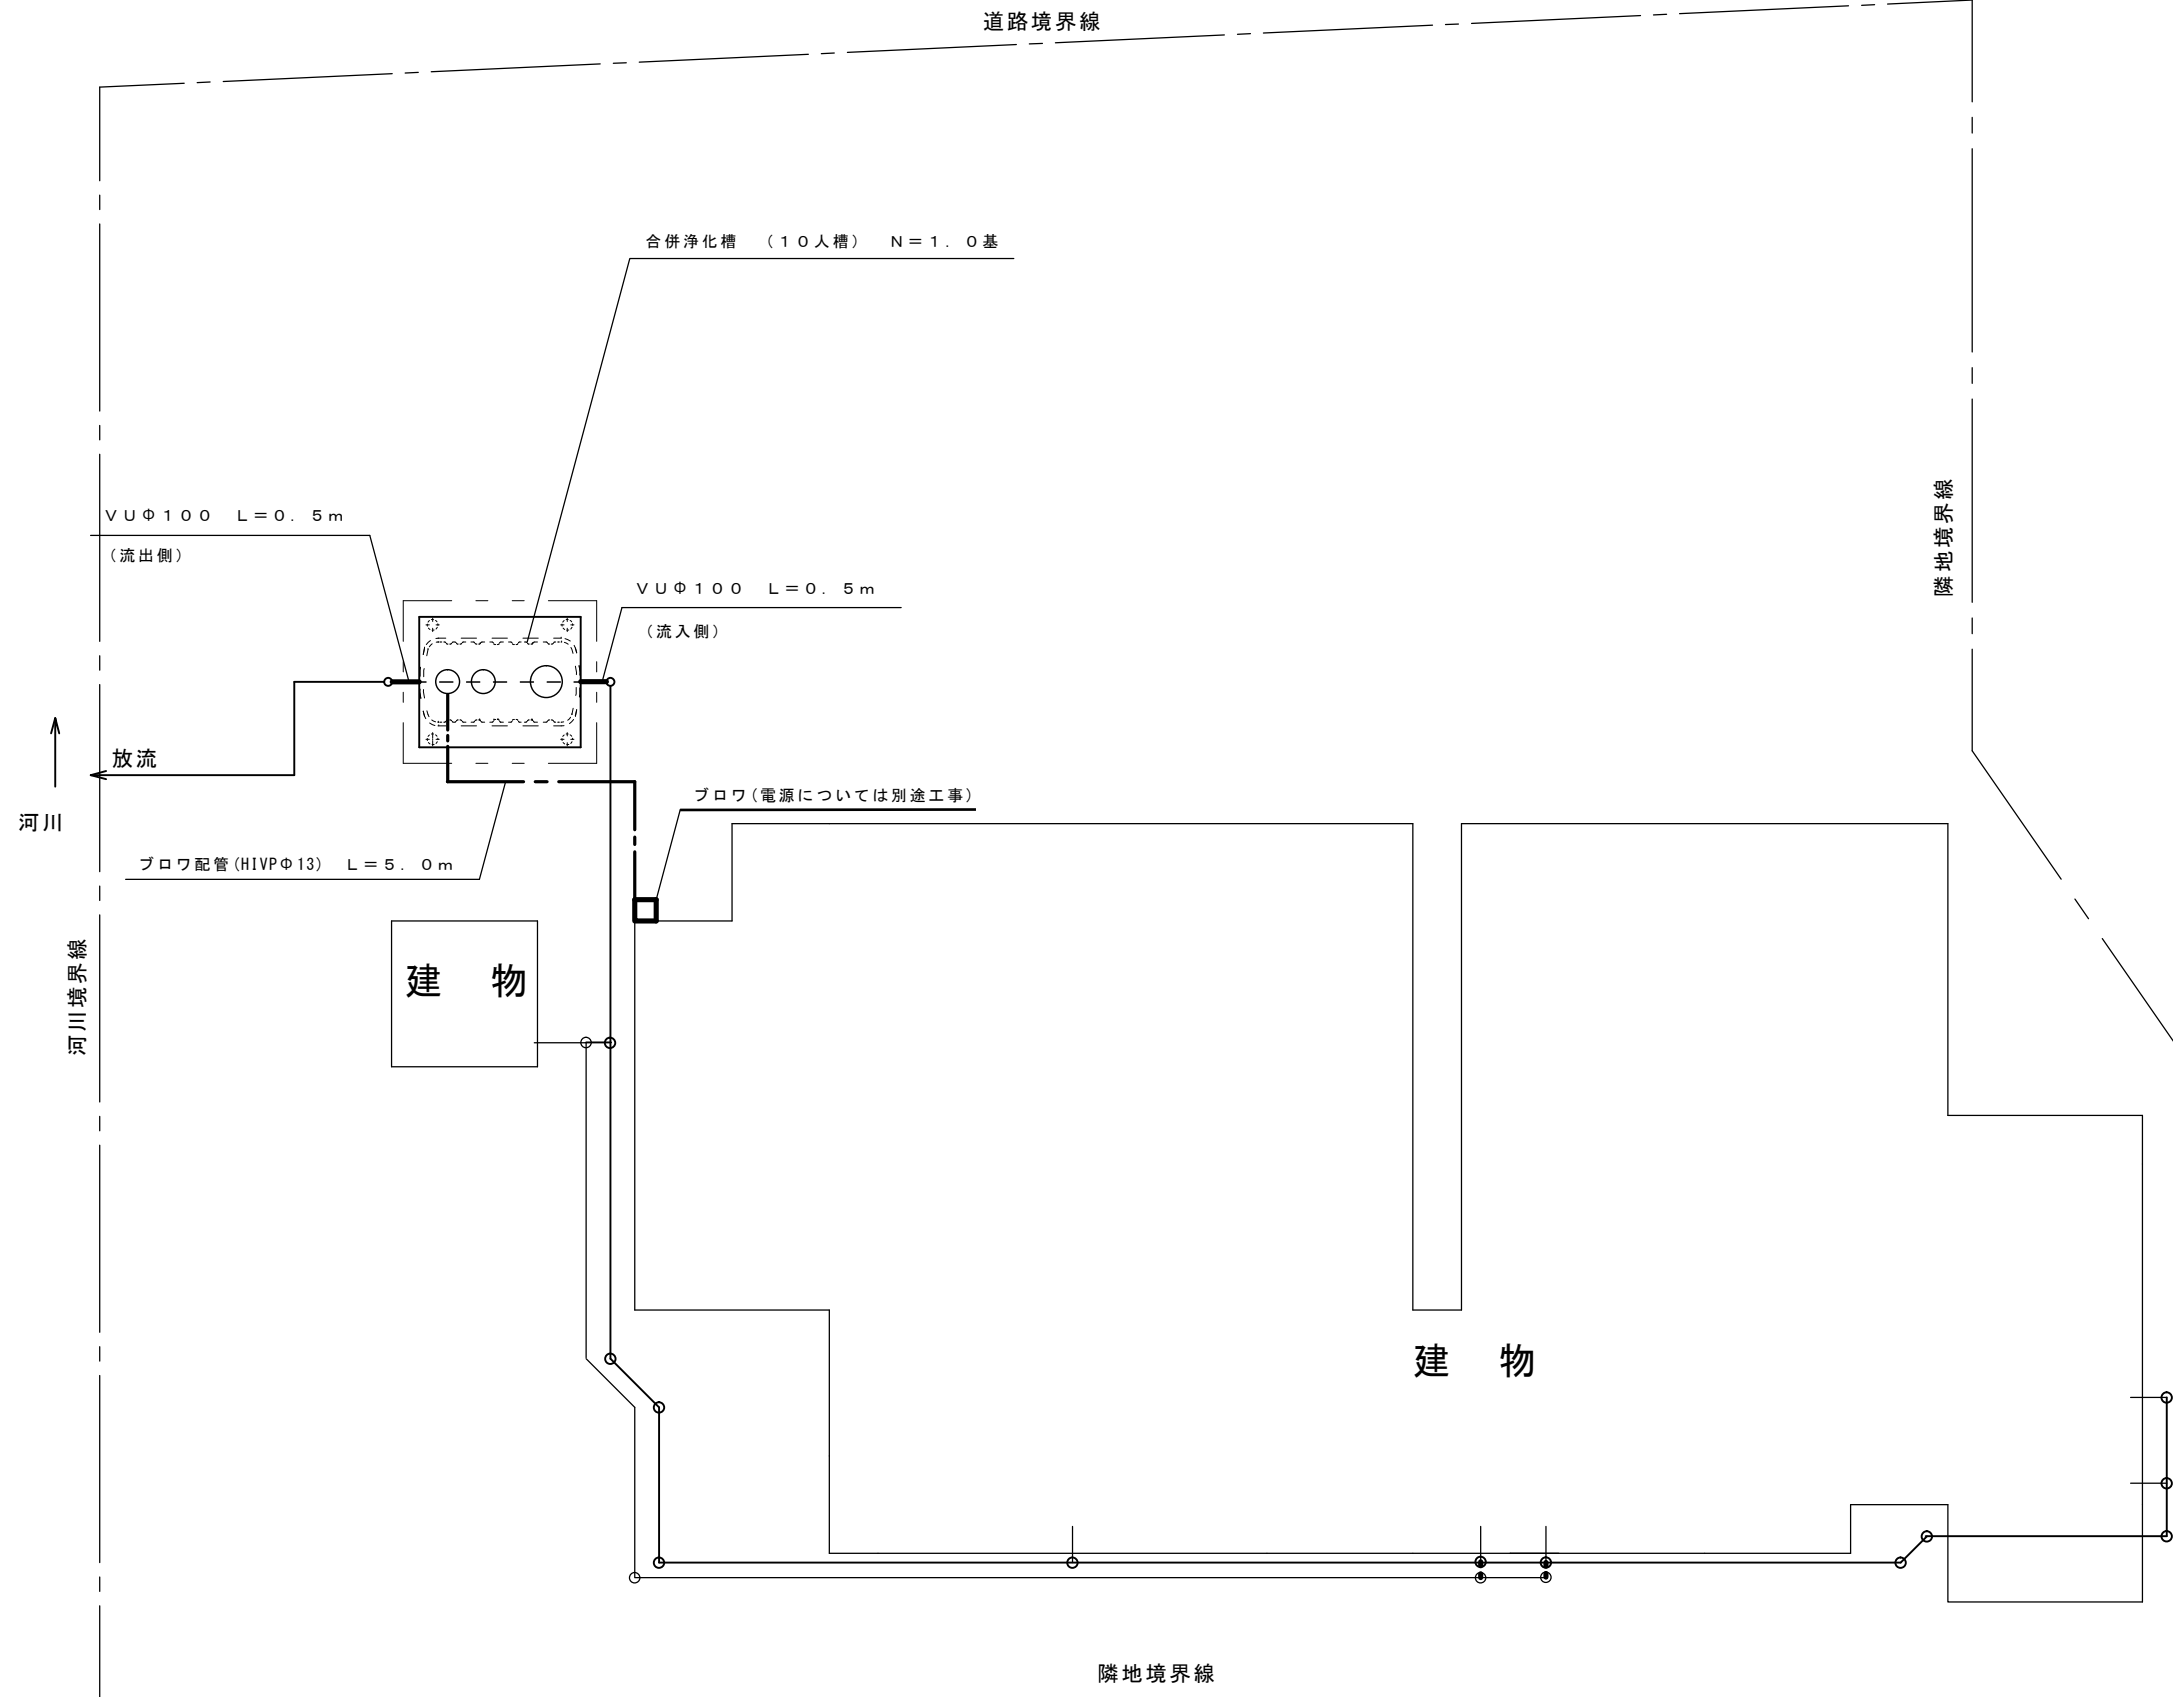 道路境界線
合併浄化槽　（１０人槽）　Ｎ＝１．０基
隣地境界線
ＶＵΦ１００　Ｌ＝０．５ｍ
（流出側）
ＶＵΦ１００　Ｌ＝０．５ｍ
（流入側）
放流
河川
ブロワ(電源については別途工事)
ブロワ配管(HIVPΦ13)　Ｌ＝５．０ｍ
河川境界線
建　物
建　物
隣地境界線